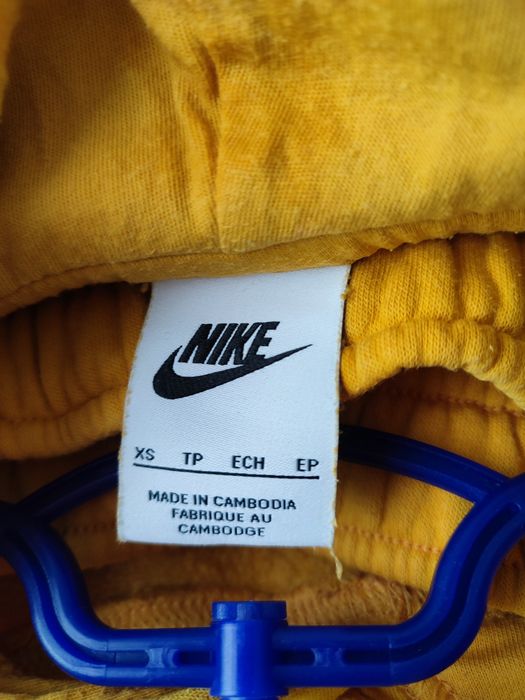 NIKE
XS TP ECH EP
MADE IN CAMBODIA
FABRIQUE AU
CAMBODGE